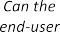 Can the
end-user